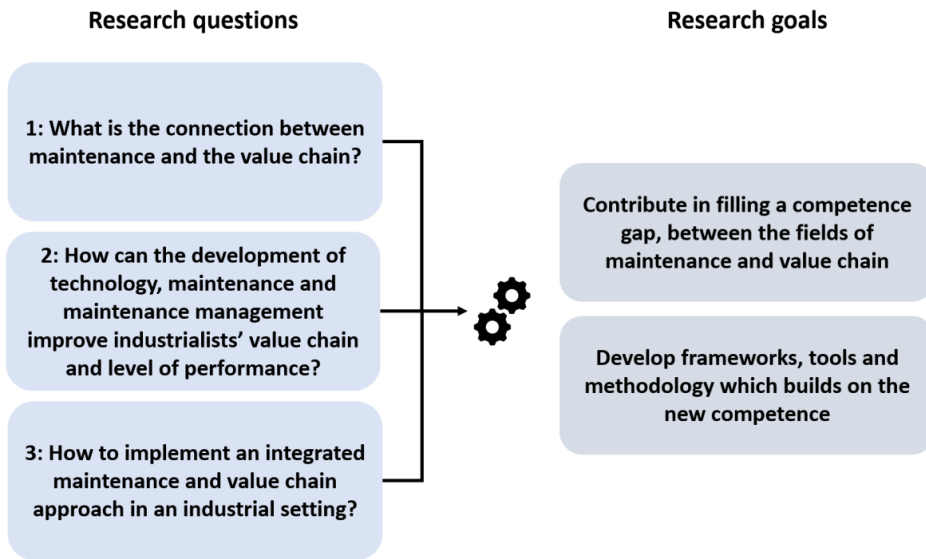 Research questions
1: What is the connection between
maintenance and the value chain?
2: How can the development of
technology, maintenance and
maintenance management
improve industrialists’ value chain
and level of performance?
3: How to implement an integrated
maintenance and value chain
approach in an industrial setting?
Research goals
Contribute in filling a competence
gap, between the fields of
maintenance and value chain
Develop frameworks, tools and
methodology which builds on the
new competence